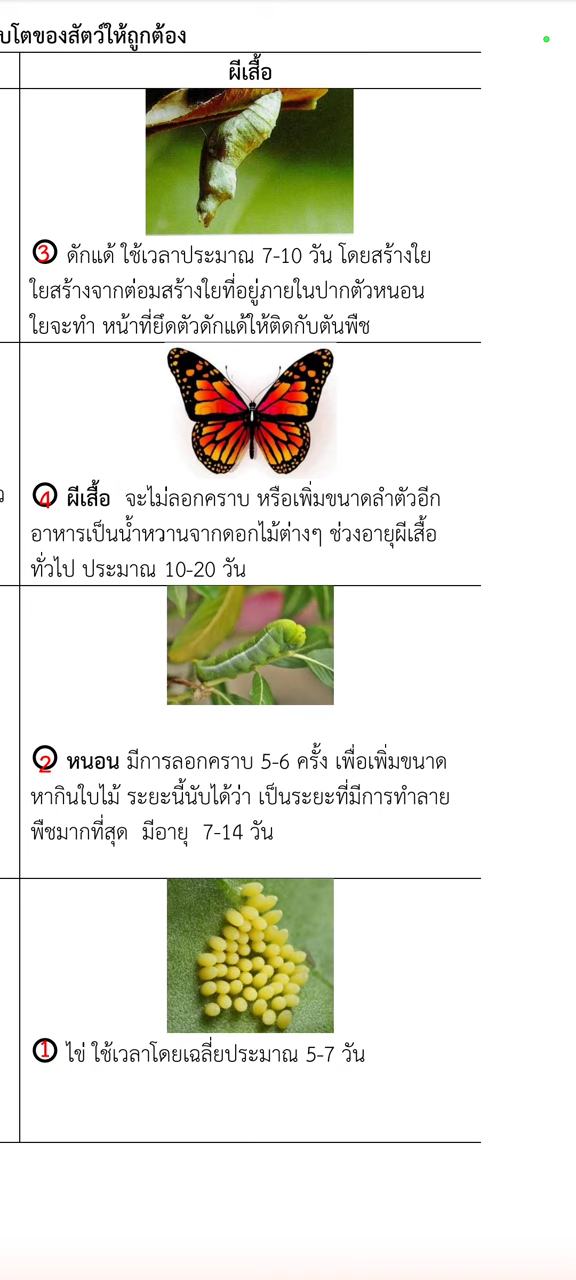 บโตของสัตว์ให้ถูกต้อง
ผีเสื้อ
3 ดักแด้ ใช้เวลาประมาณ 7-10 วัน โดยสร้างใย
ใยสร้างจากต่อมสร้างใยที่อยู่ภายในปากตัวหนอน
ใยจะทำ หน้าที่ยึดตัวดักแด้ให้ติดกับต้นพืช
4 ผีเสื้อ จะไม่ลอกคราบ หรือเพิ่มขนาดลำตัวอีก
อาหารเป็นน้ำหวานจากดอกไม้ต่างๆ ช่วงอายุผีเสื้อ
ทั่วไป ประมาณ 10-20 วัน
2 หนอน มีการลอกคราบ 5-6 ครั้ง เพื่อเพิ่มขนาด
หากินใบไม้ ระยะนี้นับได้ว่า เป็นระยะที่มีการทำลาย
พืชมากที่สุด มีอายุ 7-14 วัน
1 ไข่ ใช้เวลาโดยเฉลี่ยประมาณ 5-7 วัน